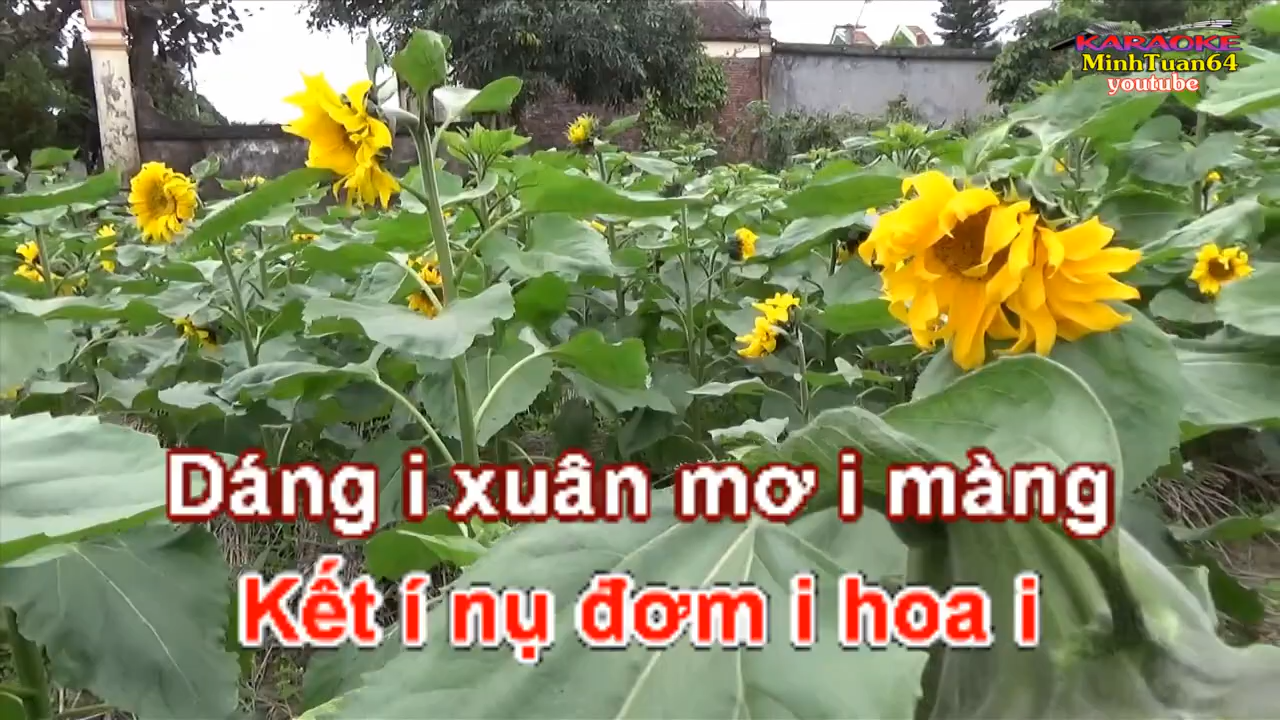 KARAOKE
MinhTuan64
youtube
Dáng i xuân mơ i màng
Kết í nụ đơm i hoa i